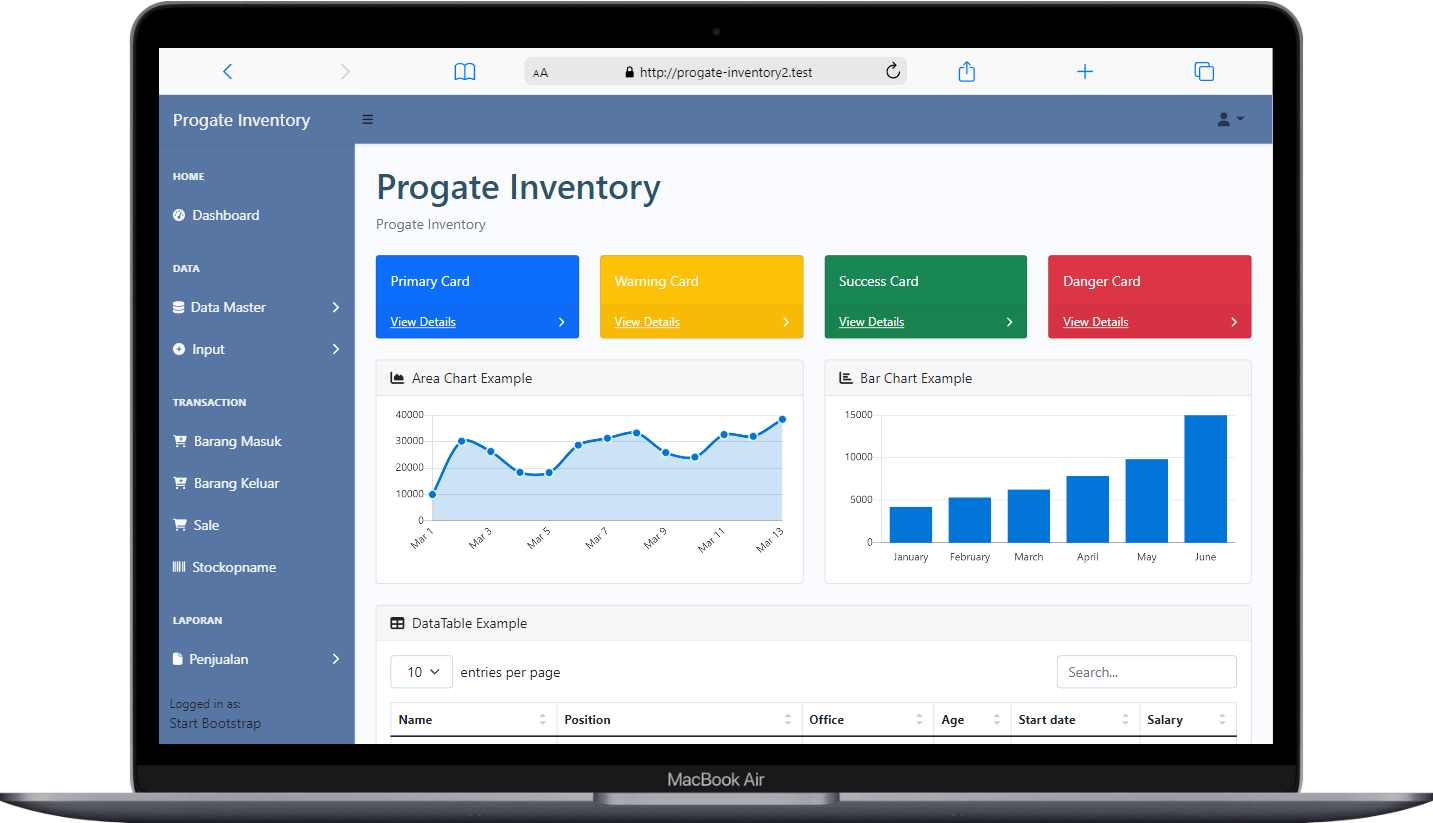 AA http://progate-inventory2.test
Progate Inventory
HOME
Dashboard
DATA
Data Master
Input
TRANSACTION
Barang Masuk
Barang Keluar
Sale
Stockopname
LAPORAN
Penjualan
Logged in as:
Start Bootstrap
Progate Inventory
Progate Inventory
Primary Card
View Details
Warning Card
View Details
Success Card
View Details
Danger Card
View Details
Area Chart Example
40000
30000
20000
10000
0
Mar 1 Mar 3 Mar 5 Mar 7 Mar 9 Mar 11 Mar 13
Bar Chart Example
15000
10000
5000
0
January February March April May June
DataTable Example
10 entries per page Search...
Name Position Office Age Start date Salary
MacBook Air